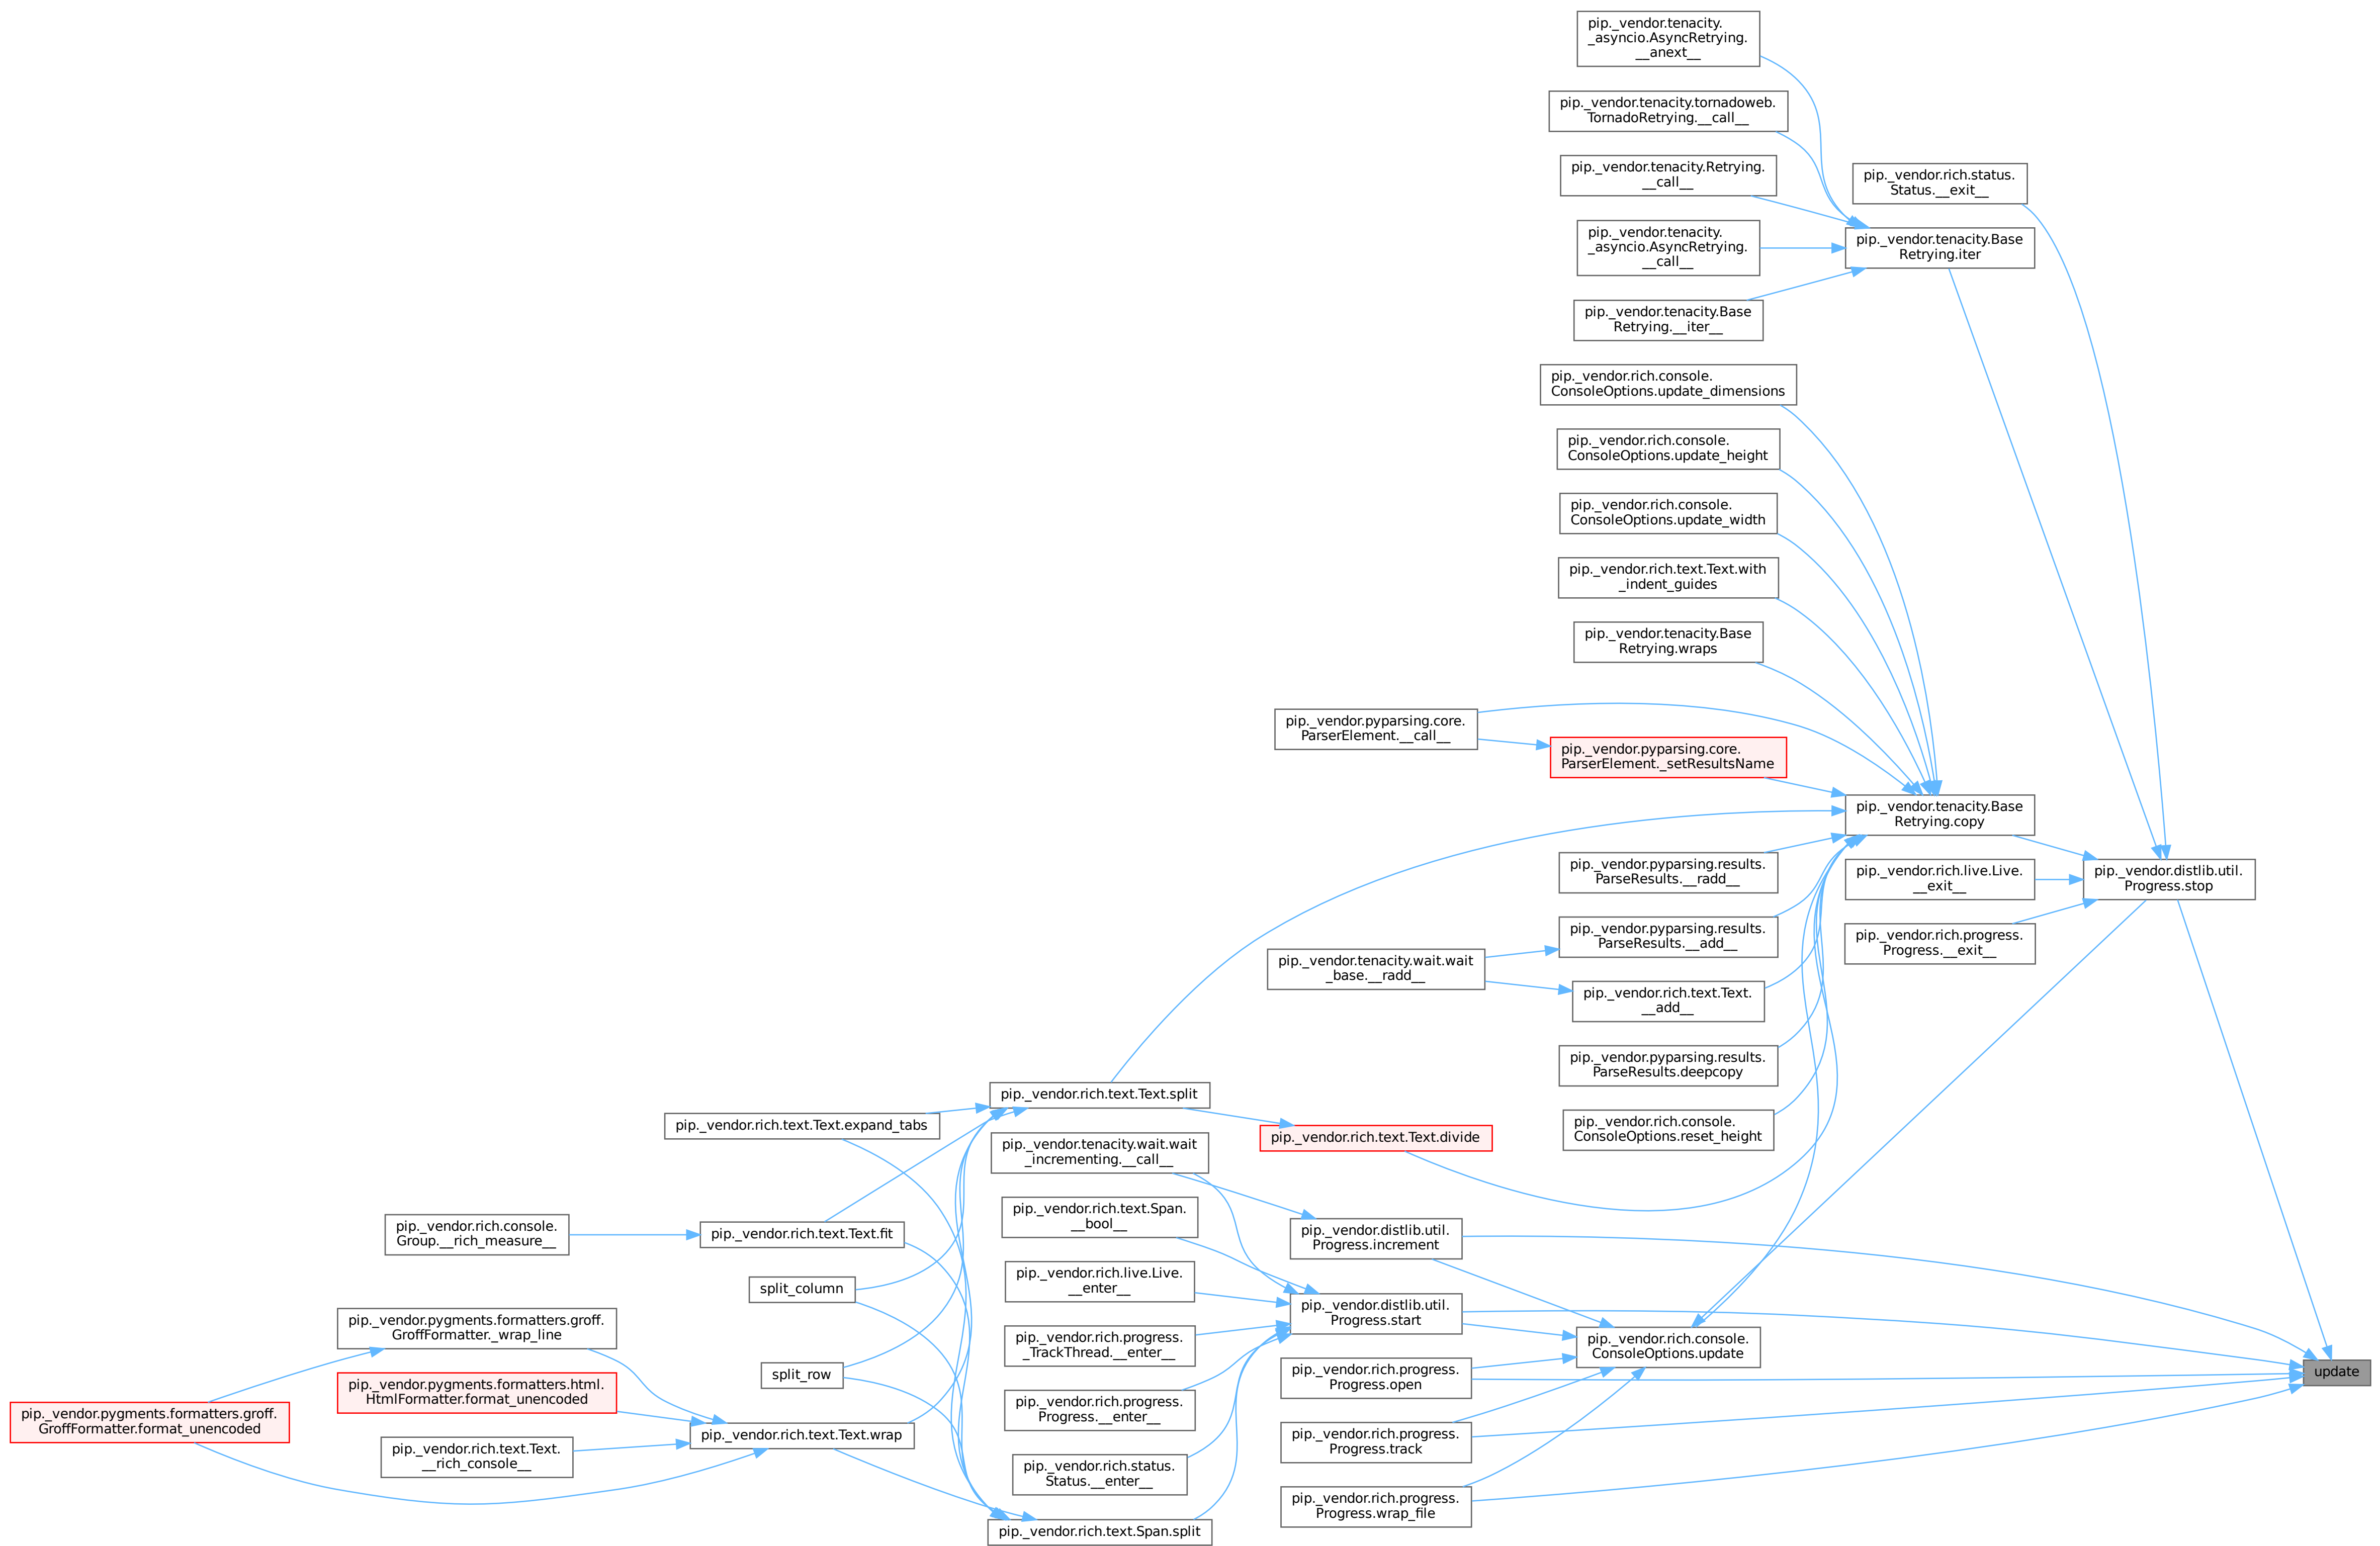 pip._vendor.tenacity.
_asyncio.AsyncRetrying.
__anext__
pip._vendor.tenacity.tornadoweb.
TornadoRetrying.__call__
pip._vendor.tenacity.Retrying.
__call__
pip._vendor.rich.status.
Status.__exit__
pip._vendor.tenacity.
_asyncio.AsyncRetrying.
__call__
pip._vendor.tenacity.Base
Retrying.iter
pip._vendor.tenacity.Base
Retrying.__iter__
pip._vendor.rich.console.
ConsoleOptions.update_dimensions
pip._vendor.rich.console.
ConsoleOptions.update_height
pip._vendor.rich.console.
ConsoleOptions.update_width
pip._vendor.rich.text.Text.with
_indent_guides
pip._vendor.tenacity.Base
Retrying.wraps
pip._vendor.pyparsing.core.
ParserElement.__call__
pip._vendor.pyparsing.core.
ParserElement._setResultsName
pip._vendor.tenacity.Base
Retrying.copy
pip._vendor.pyparsing.results.
ParseResults.__radd__
pip._vendor.rich.live.Live.
__exit__
pip._vendor.distlib.util.
Progress.stop
pip._vendor.pyparsing.results.
ParseResults.__add__
pip._vendor.rich.progress.
Progress.__exit__
pip._vendor.tenacity.wait.wait
_base.__radd__
pip._vendor.rich.text.Text.
__add__
pip._vendor.pyparsing.results.
ParseResults.deepcopy
pip._vendor.rich.text.Text.split
pip._vendor.rich.text.Text.expand_tabs
pip._vendor.rich.console.
ConsoleOptions.reset_height
pip._vendor.tenacity.wait.wait
_incrementing.__call__
pip._vendor.rich.text.Text.divide
pip._vendor.rich.text.Span.
__bool__
pip._vendor.rich.console.
Group.__rich_measure__
pip._vendor.rich.text.Text.fit
pip._vendor.distlib.util.
Progress.increment
split_column
pip._vendor.rich.live.Live.
__enter__
pip._vendor.distlib.util.
Progress.start
pip._vendor.pygments.formatters.groff.
GroffFormatter._wrap_line
pip._vendor.rich.progress.
_TrackThread.__enter__
pip._vendor.rich.console.
ConsoleOptions.update
split_row
pip._vendor.rich.progress.
Progress.open
update
pip._vendor.pygments.formatters.html.
HtmlFormatter.format_unencoded
pip._vendor.rich.progress.
Progress.__enter__
pip._vendor.pygments.formatters.groff.
GroffFormatter.format_unencoded
pip._vendor.rich.text.Text.wrap
pip._vendor.rich.progress.
Progress.track
pip._vendor.rich.text.Text.
__rich_console__
pip._vendor.rich.status.
Status.__enter__
pip._vendor.rich.progress.
Progress.wrap_file
pip._vendor.rich.text.Span.split